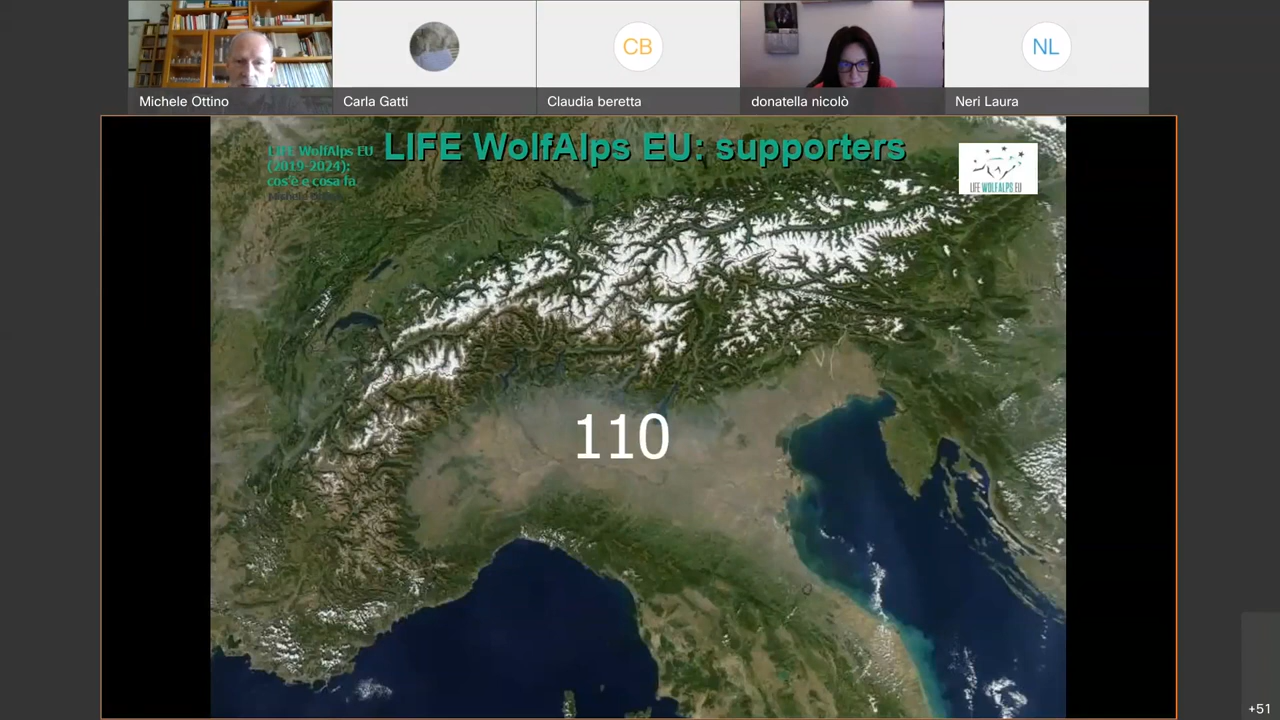 CB
NL
Michele Ottino
Carla Gatti
Claudia beretta
donatella nicolò
Neri Laura
LIFE WolfAlps EU
(2019-2024):
cos'è e cosa fa
LIFE WolfAlps EU: supporters
LIFE WOLFALPS EU
110
+51